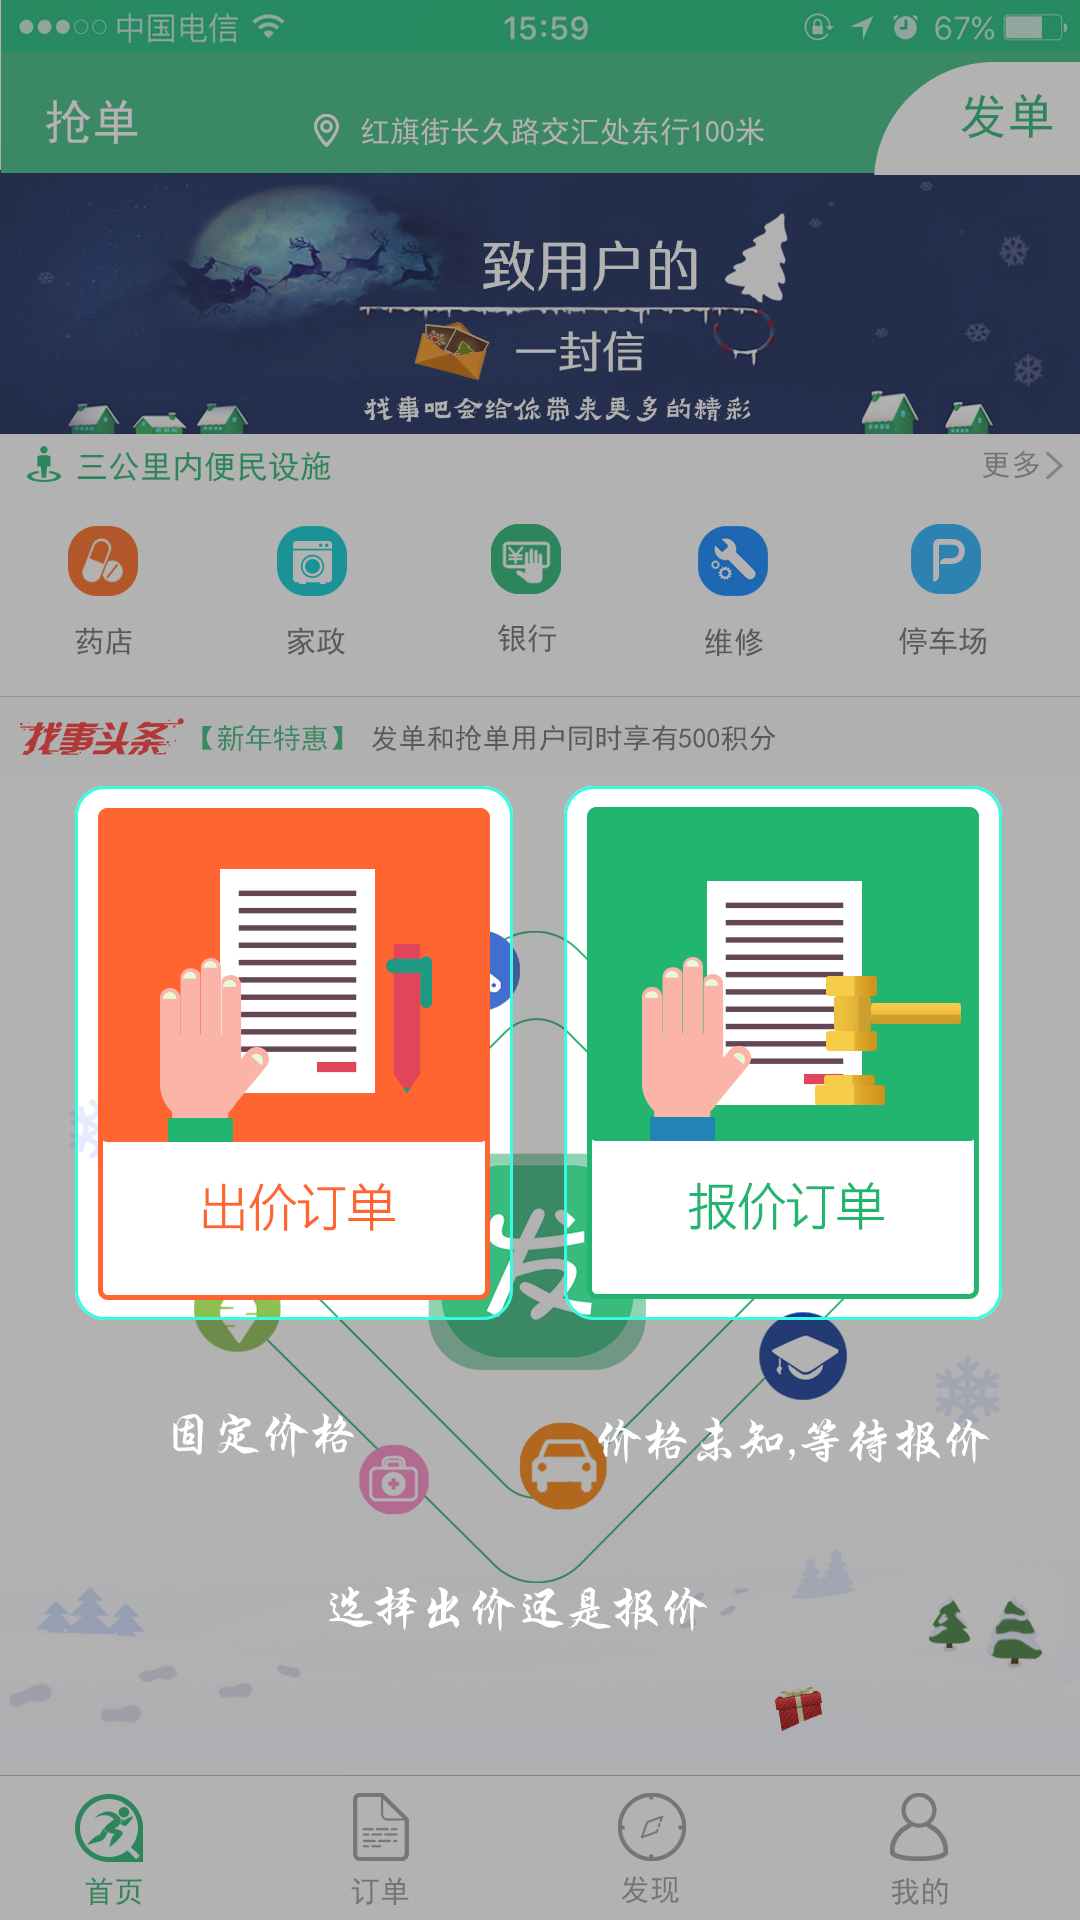 中国电信 15:59 67%
抢单 红旗街长久路交汇处东行100米 发单
致用户的
一封信
找事吧会给你带来更多的精彩
三公里内便民设施 更多
药店 家政 银行 维修 停车场
找事头条 【新年特惠】 发单和抢单用户同时享有500积分
出价订单 报价订单
发
固定价格 价格未知,等待报价
选择出价还是报价
首页 订单 发现 我的